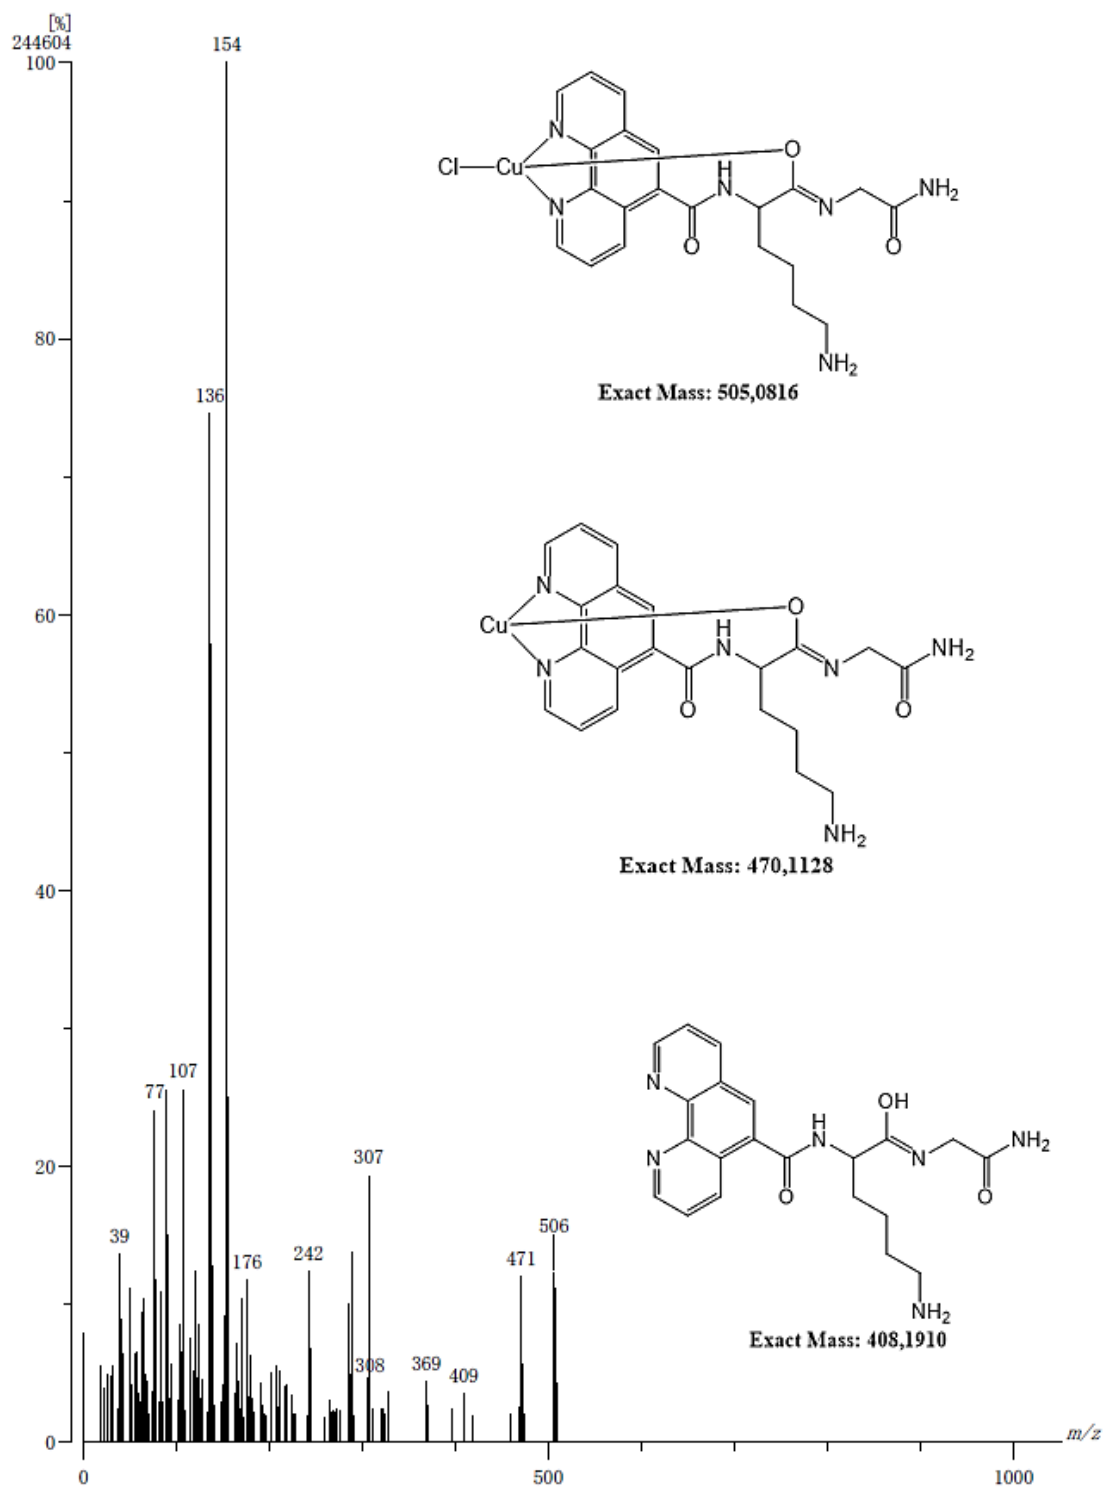 [%]
244604
100
80
60
40
20
0
154
136
77
107
39
176
242
307
308
369
409
471
506
0
500
1000
m/z
N
N
Cl
Cu
O
H
N
O
N
O
NH2
NH2
Exact Mass: 505,0816
N
N
Cu
O
H
N
O
N
O
NH2
NH2
Exact Mass: 470,1128
N
N
H
N
O
OH
N
O
NH2
NH2
Exact Mass: 408,1910